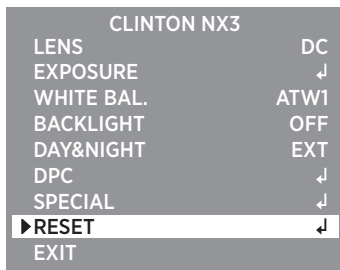 CLINTON NX3
LENS DC
EXPOSURE ↲
WHITE BAL. ATW1
BACKLIGHT OFF
DAY&NIGHT EXT
DPC ↲
SPECIAL ↲
▶RESET ↲
EXIT